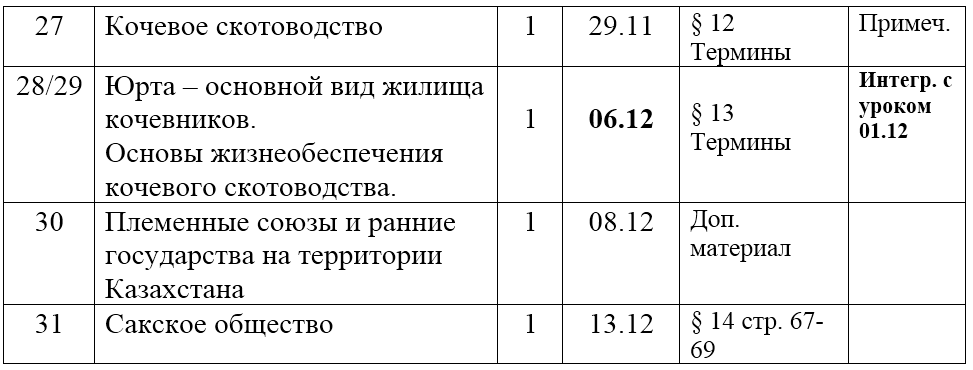 27 Кочевое скотоводство 1 29.11 § 12 Примеч.
Термины
28/29 Юрта – основной вид жилища Интегр. с
кочевников. 1 06.12 § 13 уроком
Основы жизнеобеспечения Термины 01.12
кочевого скотоводства.
30 Племенные союзы и ранние 1 08.12 Доп.
государства на территории материал
Казахстана
31 Сакское общество 1 13.12 § 14 стр. 67-
69